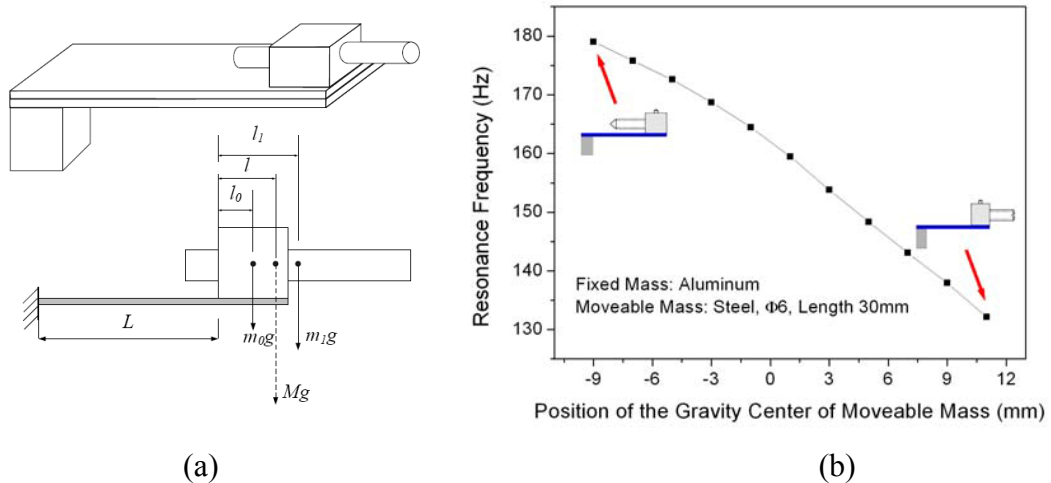 l₁
l
l₀
L
m₀g
m₁g
Mg
(a)
Resonance Frequency (Hz)
180
170
160
150
140
130
Fixed Mass: Aluminum
Moveable Mass: Steel, Φ6, Length 30mm
-9 -6 -3 0 3 6 9 12
Position of the Gravity Center of Moveable Mass (mm)
(b)